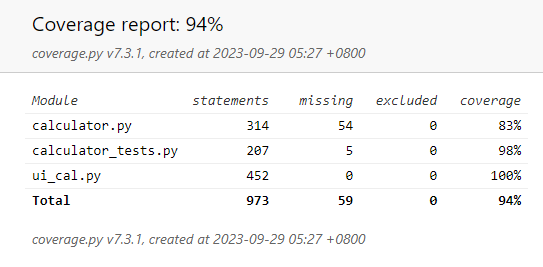 Coverage report: 94%
coverage.py v7.3.1, created at 2023-09-29 05:27 +0800
Module statements missing excluded coverage
calculator.py 314 54 0 83%
calculator_tests.py 207 5 0 98%
ui_cal.py 452 0 0 100%
Total 973 59 0 94%
coverage.py v7.3.1, created at 2023-09-29 05:27 +0800